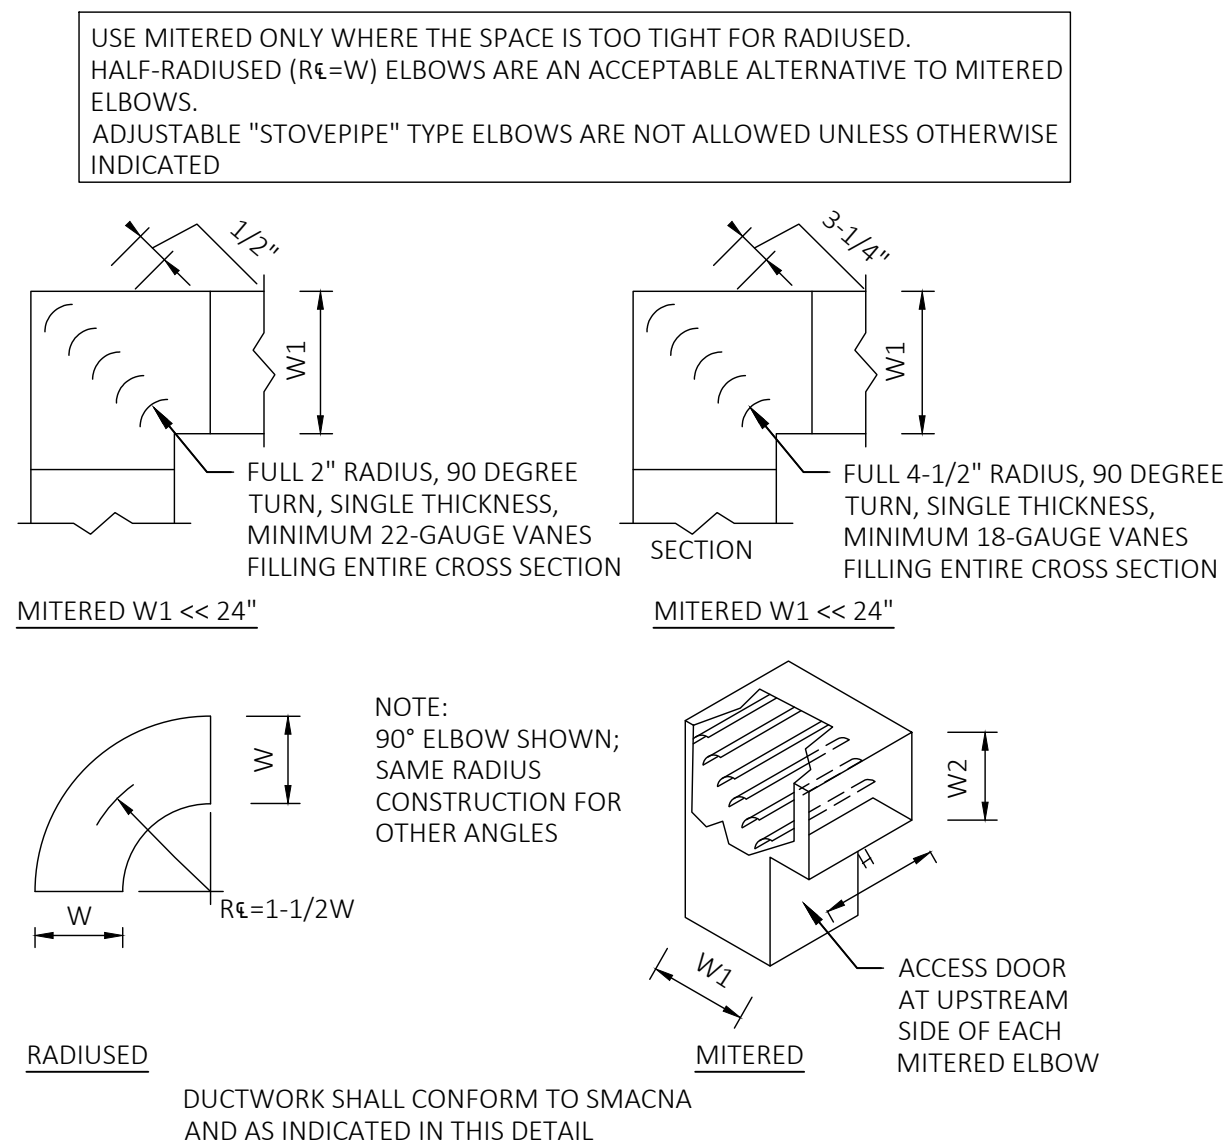 USE MITERED ONLY WHERE THE SPACE IS TOO TIGHT FOR RADIUSED.
HALF-RADIUSED (R℄=W) ELBOWS ARE AN ACCEPTABLE ALTERNATIVE TO MITERED
ELBOWS.
ADJUSTABLE "STOVEPIPE" TYPE ELBOWS ARE NOT ALLOWED UNLESS OTHERWISE
INDICATED
1/2"
W1
FULL 2" RADIUS, 90 DEGREE
TURN, SINGLE THICKNESS,
MINIMUM 22-GAUGE VANES
FILLING ENTIRE CROSS SECTION
MITERED W1 << 24"
3-1/4"
W1
FULL 4-1/2" RADIUS, 90 DEGREE
TURN, SINGLE THICKNESS,
MINIMUM 18-GAUGE VANES
FILLING ENTIRE CROSS SECTION
SECTION
MITERED W1 << 24"
W
W
R℄=1-1/2W
RADIUSED
NOTE:
90° ELBOW SHOWN;
SAME RADIUS
CONSTRUCTION FOR
OTHER ANGLES
W2
H
W1
ACCESS DOOR
AT UPSTREAM
SIDE OF EACH
MITERED ELBOW
MITERED
DUCTWORK SHALL CONFORM TO SMACNA
AND AS INDICATED IN THIS DETAIL